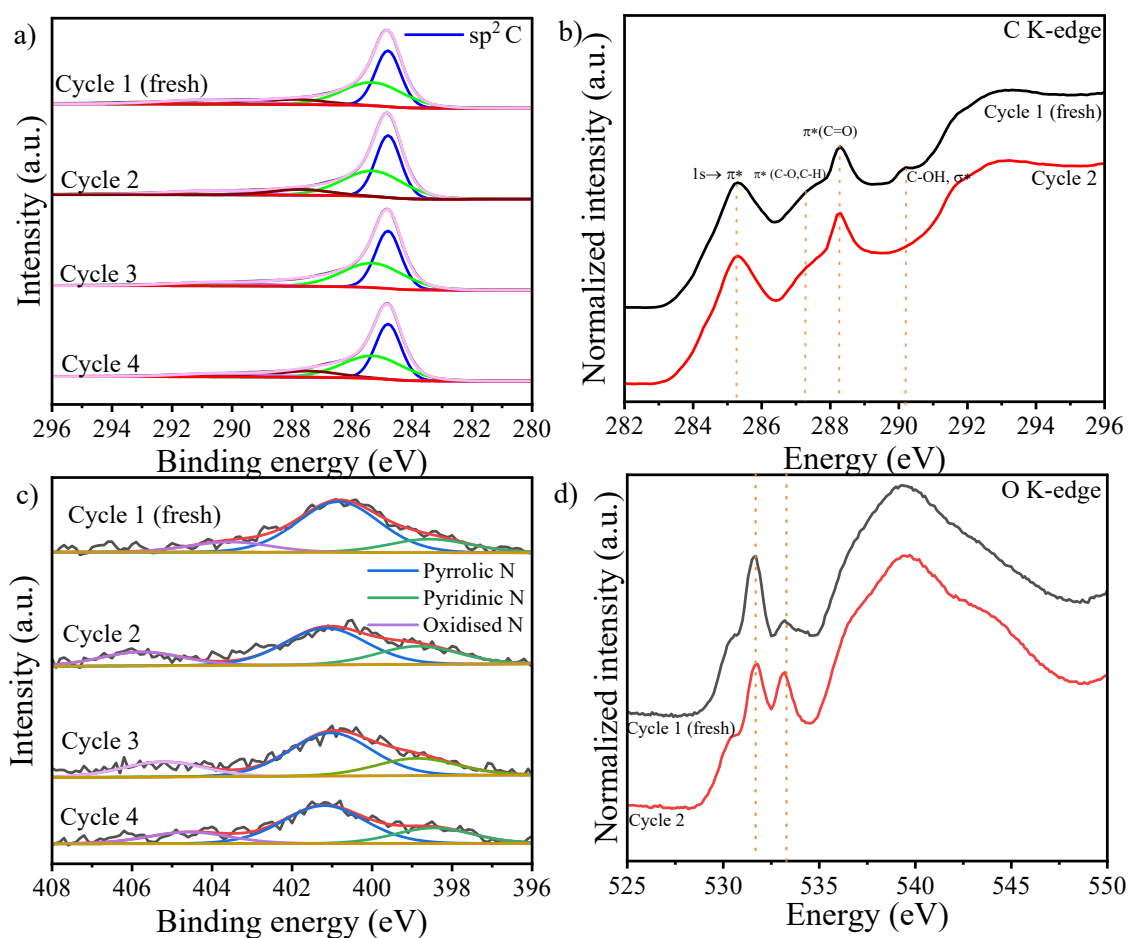 a)
sp² C
Cycle 1 (fresh)
Cycle 2
Cycle 3
Cycle 4
Intensity (a.u.)
296 294 292 290 288 286 284 282 280
Binding energy (eV)
b)
C K-edge
Cycle 1 (fresh)
π*(C=O)
1s→ π* π* (C-O,C-H)
C-OH, σ*
Cycle 2
Normalized intensity (a.u.)
282 284 286 288 290 292 294 296
Energy (eV)
c)
Cycle 1 (fresh)
Pyrrolic N
Pyridinic N
Oxidised N
Cycle 2
Cycle 3
Cycle 4
Intensity (a.u.)
408 406 404 402 400 398 396
Binding energy (eV)
d)
O K-edge
Cycle 1 (fresh)
Cycle 2
Normalized intensity (a.u.)
525 530 535 540 545 550
Energy (eV)